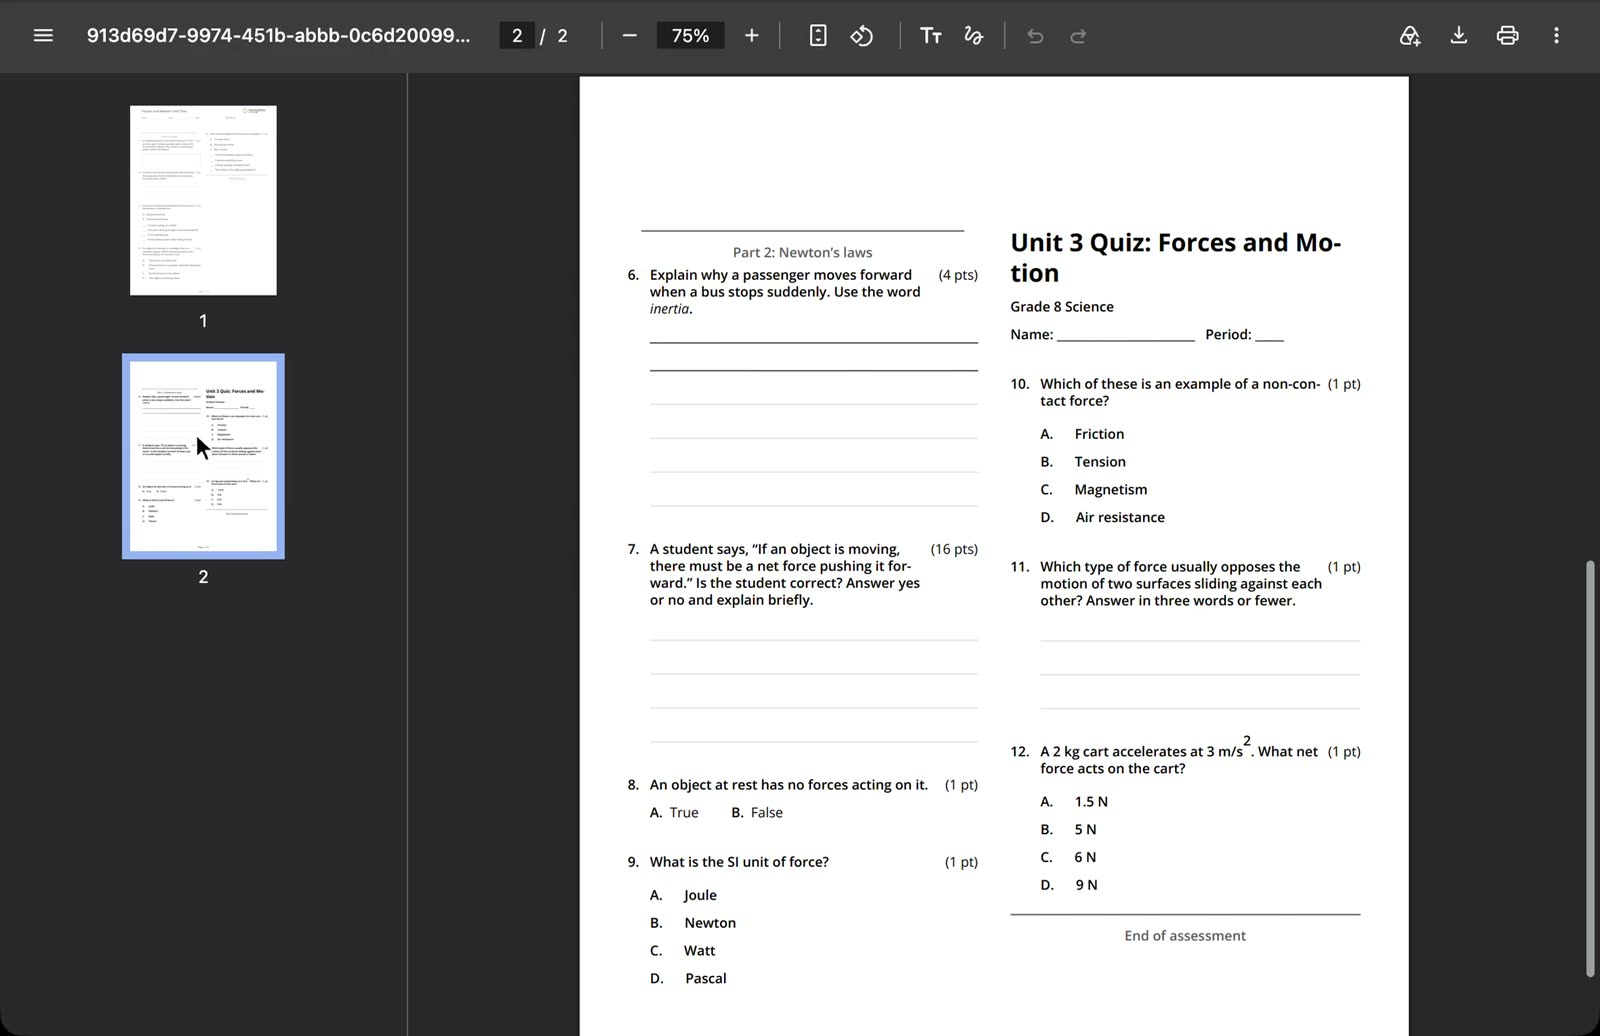 913d69d7-9974-451b-abbb-0c6d20099...
2 / 2
75%
1
2
Part 2: Newton’s laws
6. Explain why a passenger moves forward (4 pts)
when a bus stops suddenly. Use the word
inertia.
7. A student says, “If an object is moving, (16 pts)
there must be a net force pushing it for-
ward.” Is the student correct? Answer yes
or no and explain briefly.
8. An object at rest has no forces acting on it. (1 pt)
A. True B. False
9. What is the SI unit of force? (1 pt)
A. Joule
B. Newton
C. Watt
D. Pascal
Unit 3 Quiz: Forces and Mo-
tion
Grade 8 Science
Name: ____________________ Period: ____
10. Which of these is an example of a non-con- (1 pt)
tact force?
A. Friction
B. Tension
C. Magnetism
D. Air resistance
11. Which type of force usually opposes the (1 pt)
motion of two surfaces sliding against each
other? Answer in three words or fewer.
12. A 2 kg cart accelerates at 3 m/s². What net (1 pt)
force acts on the cart?
A. 1.5 N
B. 5 N
C. 6 N
D. 9 N
End of assessment